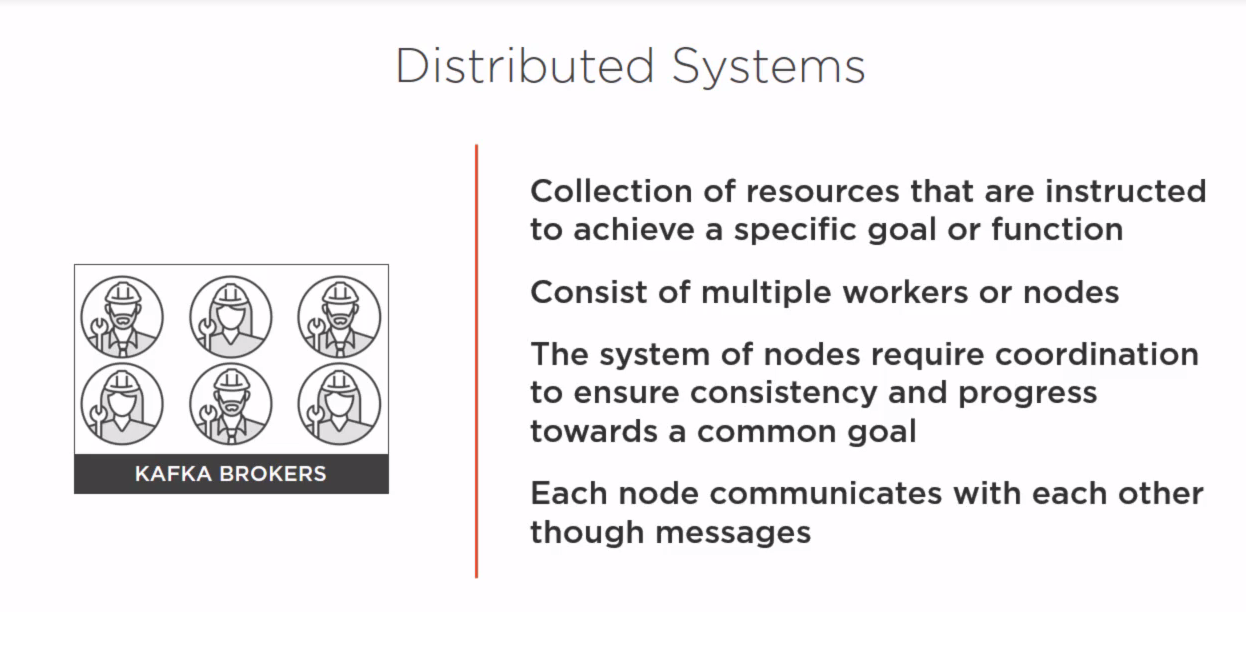 Distributed Systems
Collection of resources that are instructed
to achieve a specific goal or function
Consist of multiple workers or nodes
The system of nodes require coordination
to ensure consistency and progress
towards a common goal
Each node communicates with each other
though messages
KAFKA BROKERS